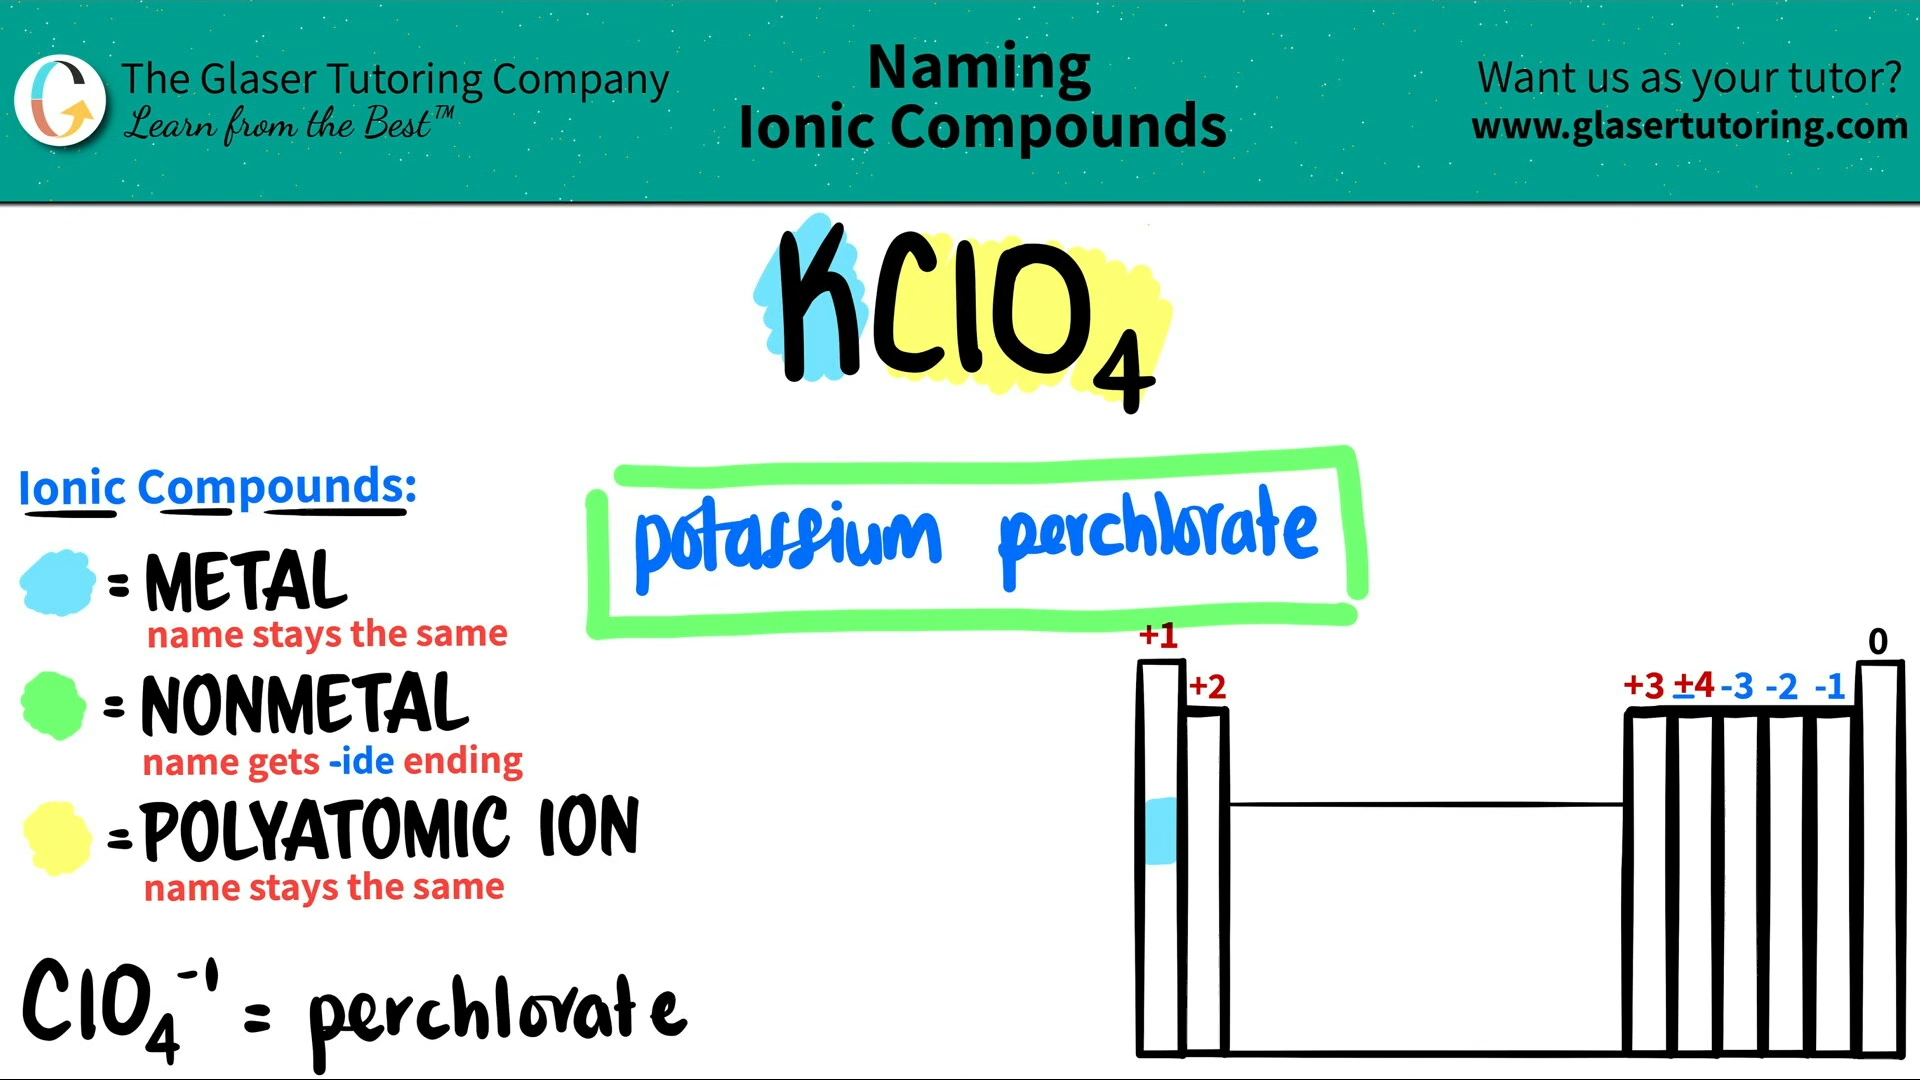 The Glaser Tutoring Company
Learn from the Best™
Naming
Ionic Compounds
Want us as your tutor?
www.glasertutoring.com
KClO₄
potassium perchlorate
Ionic Compounds:
= METAL
name stays the same
= NONMETAL
name gets -ide ending
= POLYATOMIC ION
name stays the same
ClO₄⁻¹ = perchlorate
+1
+2
+3 ±4 -3 -2 -1
0